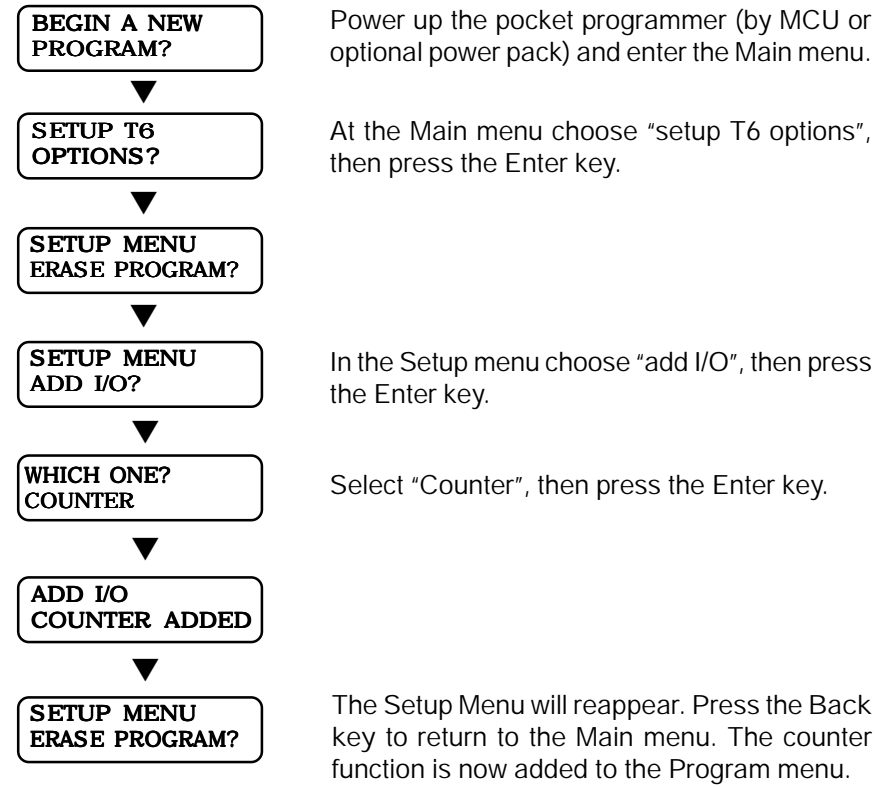 BEGIN A NEW
PROGRAM?
Power up the pocket programmer (by MCU or
optional power pack) and enter the Main menu.
SETUP T6
OPTIONS?
At the Main menu choose “setup T6 options”,
then press the Enter key.
SETUP MENU
ERASE PROGRAM?
SETUP MENU
ADD I/O?
In the Setup menu choose “add I/O”, then press
the Enter key.
WHICH ONE?
COUNTER
Select “Counter”, then press the Enter key.
ADD I/O
COUNTER ADDED
SETUP MENU
ERASE PROGRAM?
The Setup Menu will reappear. Press the Back
key to return to the Main menu. The counter
function is now added to the Program menu.